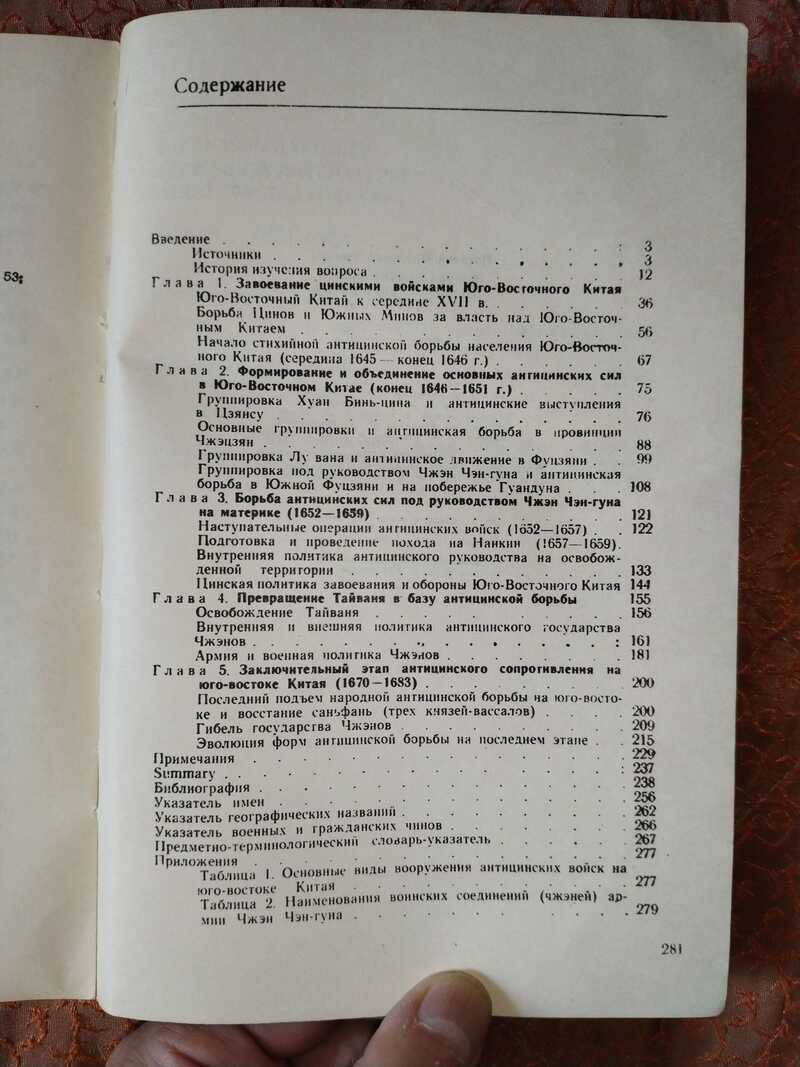 53;
Содержание
Введение . . . . . . . . . . . . . . 3
Источники . . . . . . . . . . . . . 3
История изучения вопроса . . . . . . . . . 12
Глава 1. Завоевание цинскими войсками Юго-Восточного Китая
Юго-Восточный Китай к середине XVII в. . . . . . . 36
Борьба Цинов и Южных Минов за власть над Юго-Восточ-
ным Китаем . . . . . . . . . . . . 56
Начало стихийной антицинской борьбы населения Юго-Восточ-
ного Китая (середина 1645 — конец 1646 г.) . . . . . . 67
Глава 2. Формирование и объединение основных антицинских сил
в Юго-Восточном Китае (конец 1646—1651 г.) . . . . . 75
Группировка Хуан Бинь-цина и антицинские выступления
в Цзянсу . . . . . . . . . . . . . 76
Основные группировки и антицинская борьба в провинции
Чжэцзян . . . . . . . . . . . . . 88
Группировка Лу вана и антицинское движение в Фуцзяни . . 99
Группировка под руководством Чжэн Чэн-гуна и антицинская
борьба в Южной Фуцзяни и на побережье Гуандуна . . . 108
Глава 3. Борьба антицинских сил под руководством Чжэн Чэн-гуна
на материке (1652—1659) . . . . . . . . . . 121
Наступательные операции антицинских войск (1652—1657) . . 122
Подготовка и проведение похода на Нанкин (1657—1659).
Внутренняя политика антицинского руководства на освобож-
денной территории . . . . . . . . . . . 133
Цинская политика завоевания и обороны Юго-Восточного Китая 144
Глава 4. Превращение Тайваня в базу антицинской борьбы 155
Освобождение Тайваня . . . . . . . . . . 156
Внутренняя и внешняя политика антицинского государства
Чжэнов . . . . . . . . . . . . . : 161
Армия и военная политика Чжэнов . . . . . . . . 181
Глава 5. Заключительный этап антицинского сопротивления на
юго-востоке Китая (1670—1683) . . . . . . . . 200
Последний подъем народной антицинской борьбы на юго-восто-
ке и восстание саньфань (трех князей-вассалов) . . . . 200
Гибель государства Чжэнов . . . . . . . . . 209
Эволюция форм антицинской борьбы на последнем этапе . . 215
Примечания . . . . . . . . . . . . . 229
Summary . . . . . . . . . . . . . : 237
Библиография . . . . . . . . . . . . . 238
Указатель имен . . . . . . . . . . . . 256
Указатель географических названий . . . . . . . . 262
Указатель военных и гражданских чинов . . . . . . . 266
Предметно-терминологический словарь-указатель . . . . . 267
Приложения . . . . . . . . . . . . . 277
Таблица 1. Основные виды вооружения антицинских войск на
юго-востоке Китая . . . . . . . . . . . 277
Таблица 2. Наименования воинских соединений (чжэней) ар-
мии Чжэн Чэн-гуна . . . . . . . . . . . 279
281